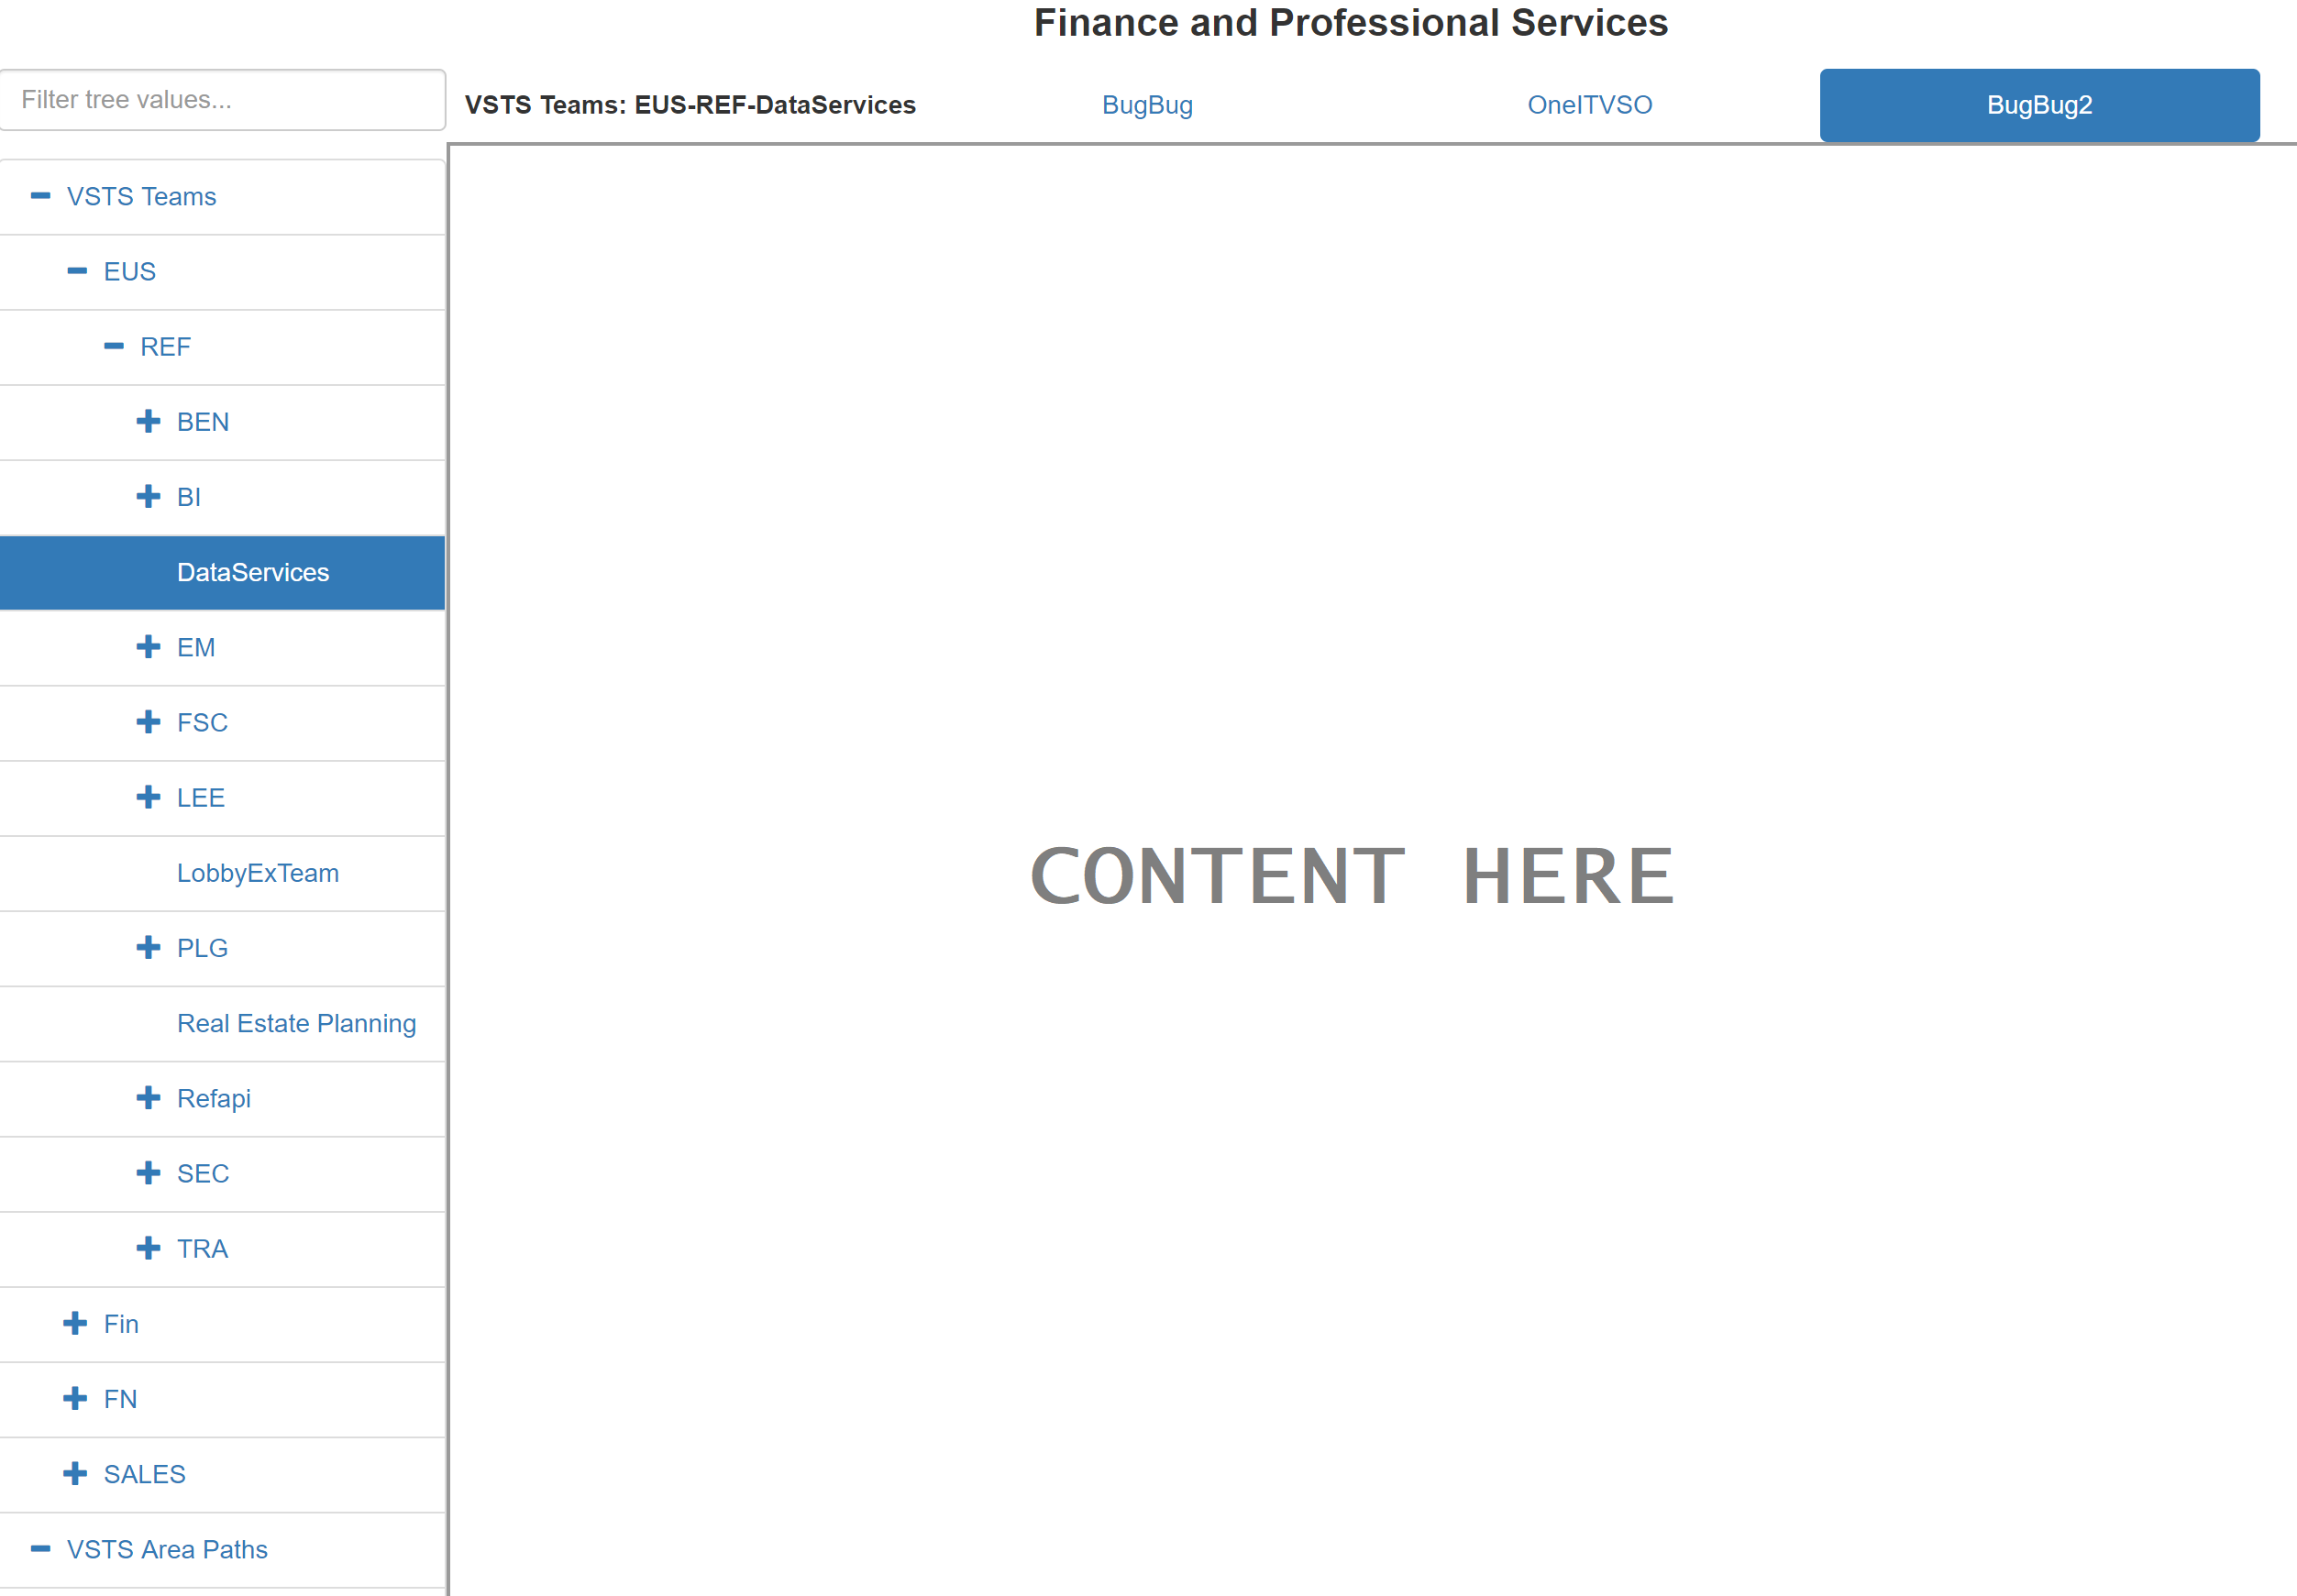 Finance and Professional Services
Filter tree values...
VSTS Teams: EUS-REF-DataServices
BugBug
OneITVSO
BugBug2
VSTS Teams
EUS
REF
BEN
BI
DataServices
EM
FSC
LEE
LobbyExTeam
PLG
Real Estate Planning
Refapi
SEC
TRA
Fin
FN
SALES
VSTS Area Paths
CONTENT HERE